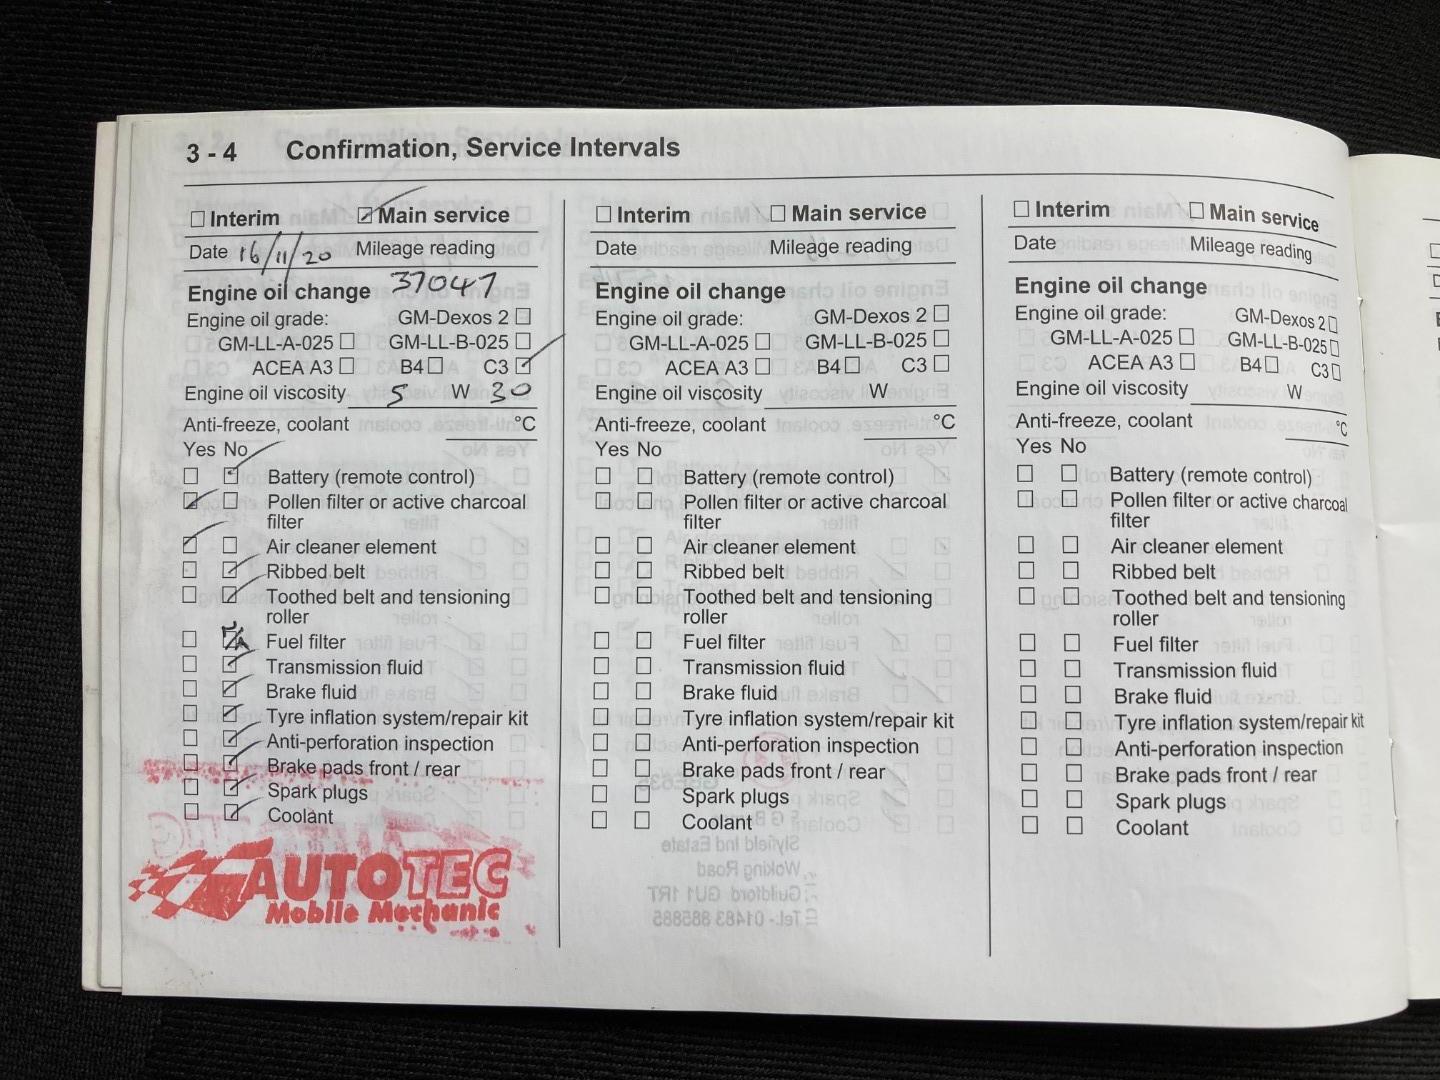 3 - 4 Confirmation, Service Intervals
☐ Interim ☑ Main service
Date 16/11/20 Mileage reading
37047
Engine oil change
Engine oil grade: GM-Dexos 2 ☐
GM-LL-A-025 ☐ GM-LL-B-025 ☐
ACEA A3 ☐ B4 ☐ C3 ☑
Engine oil viscosity 5 W 30
Anti-freeze, coolant °C
Yes No
☐ ☑ Battery (remote control)
☑ ☐ Pollen filter or active charcoal
filter
☑ ☐ Air cleaner element
☐ ☑ Ribbed belt
☐ ☑ Toothed belt and tensioning
roller
☐ ☑ Fuel filter
☐ ☑ Transmission fluid
☐ ☑ Brake fluid
☐ ☑ Tyre inflation system/repair kit
☐ ☑ Anti-perforation inspection
☐ ☑ Brake pads front / rear
☐ ☑ Spark plugs
☐ ☑ Coolant
AUTOTEC
Mobile Mechanic
☐ Interim ☐ Main service
Date Mileage reading
Engine oil change
Engine oil grade: GM-Dexos 2 ☐
GM-LL-A-025 ☐ GM-LL-B-025 ☐
ACEA A3 ☐ B4 ☐ C3 ☐
Engine oil viscosity W
Anti-freeze, coolant °C
Yes No
☐ ☐ Battery (remote control)
☐ ☐ Pollen filter or active charcoal
filter
☐ ☐ Air cleaner element
☐ ☐ Ribbed belt
☐ ☐ Toothed belt and tensioning
roller
☐ ☐ Fuel filter
☐ ☐ Transmission fluid
☐ ☐ Brake fluid
☐ ☐ Tyre inflation system/repair kit
☐ ☐ Anti-perforation inspection
☐ ☐ Brake pads front / rear
☐ ☐ Spark plugs
☐ ☐ Coolant
☐ Interim ☐ Main service
Date Mileage reading
Engine oil change
Engine oil grade: GM-Dexos 2 ☐
GM-LL-A-025 ☐ GM-LL-B-025 ☐
ACEA A3 ☐ B4 ☐ C3 ☐
Engine oil viscosity W
Anti-freeze, coolant °C
Yes No
☐ ☐ Battery (remote control)
☐ ☐ Pollen filter or active charcoal
filter
☐ ☐ Air cleaner element
☐ ☐ Ribbed belt
☐ ☐ Toothed belt and tensioning
roller
☐ ☐ Fuel filter
☐ ☐ Transmission fluid
☐ ☐ Brake fluid
☐ ☐ Tyre inflation system/repair kit
☐ ☐ Anti-perforation inspection
☐ ☐ Brake pads front / rear
☐ ☐ Spark plugs
☐ ☐ Coolant